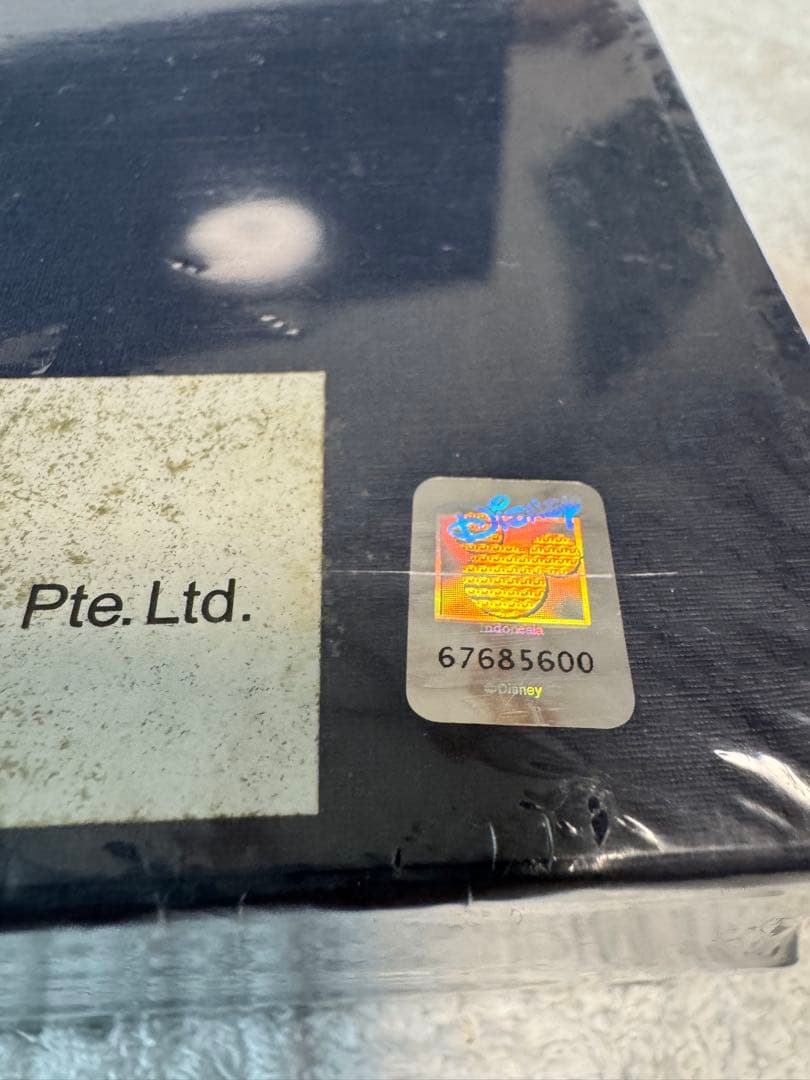 Pte. Ltd.
Disney
Indonesia
67685600
©Disney